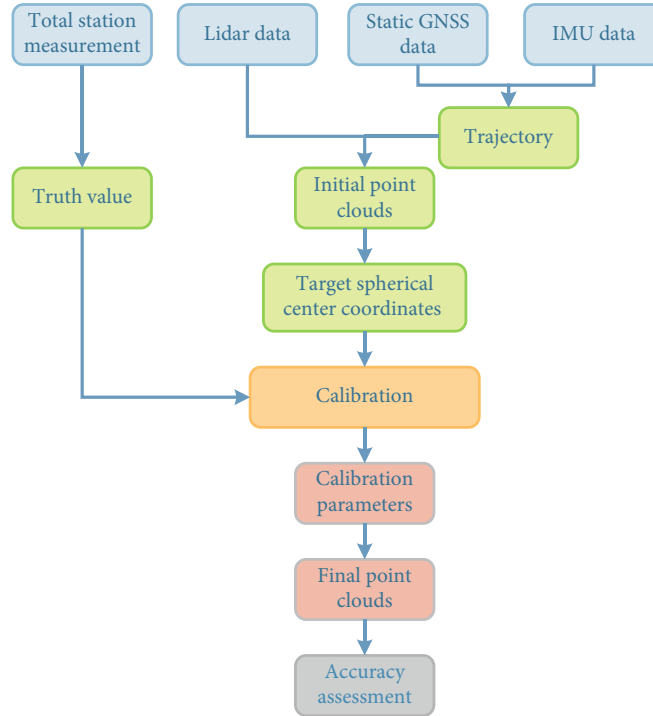 Total station
measurement
Lidar data
Static GNSS
data
IMU data
Trajectory
Truth value
Initial point
clouds
Target spherical
center coordinates
Calibration
Calibration
parameters
Final point
clouds
Accuracy
assessment